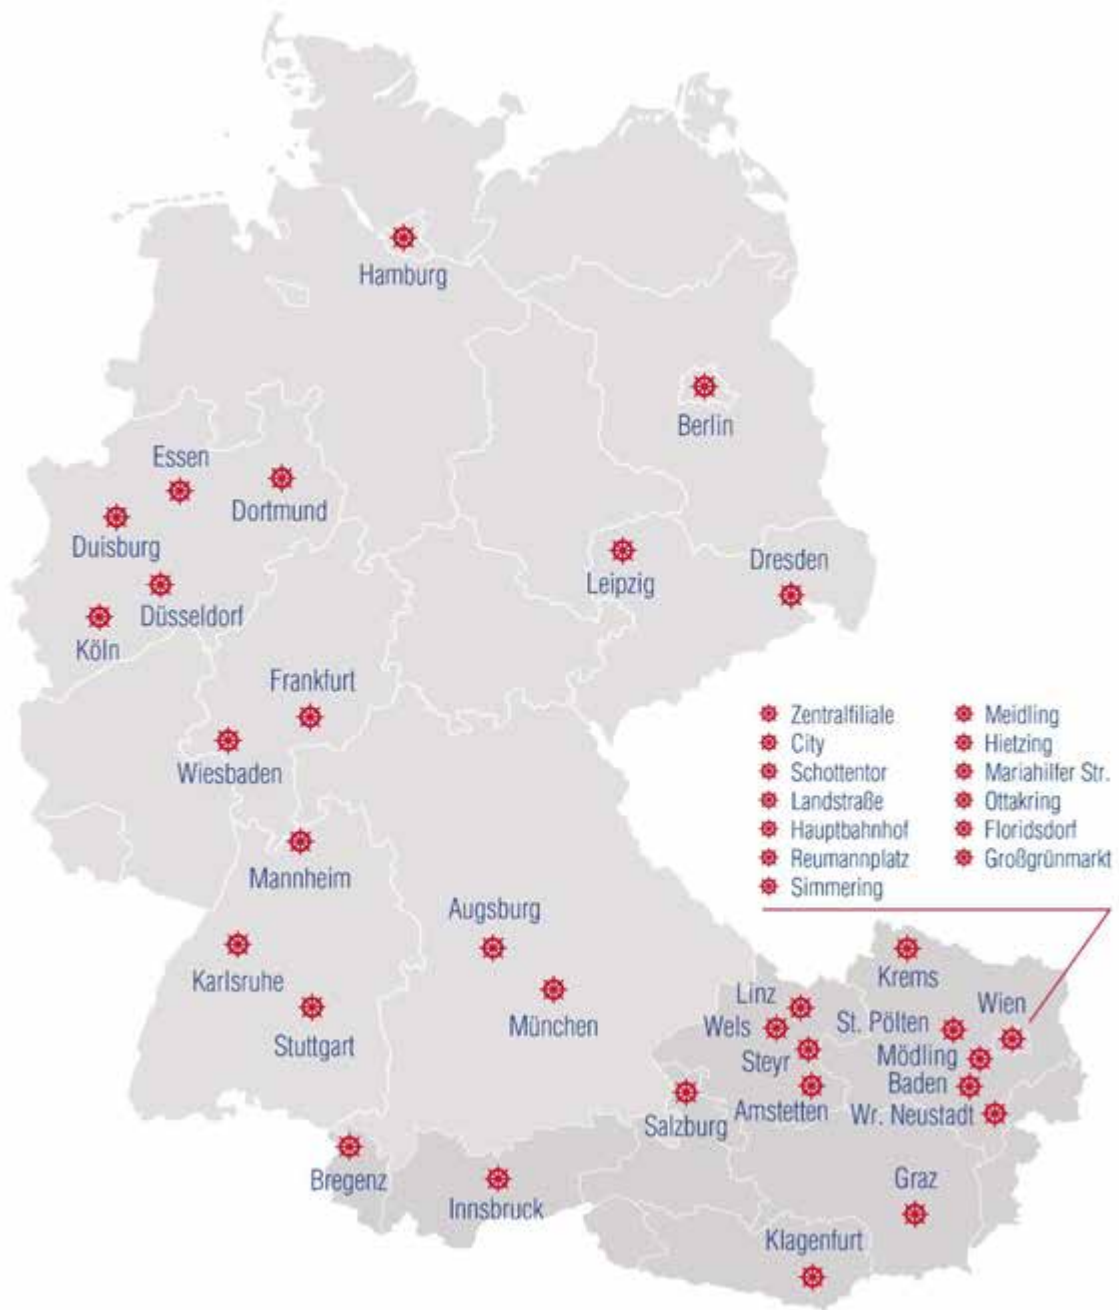 Hamburg
Berlin
Essen
Dortmund
Duisburg
Düsseldorf
Köln
Leipzig
Dresden
Frankfurt
Wiesbaden
Mannheim
Karlsruhe
Stuttgart
Augsburg
München
Zentralfiliale
City
Schottentor
Landstraße
Hauptbahnhof
Reumannplatz
Simmering
Meidling
Hietzing
Mariahilfer Str.
Ottakring
Floridsdorf
Großgrünmarkt
Krems
Linz
Wien
Wels
St. Pölten
Steyr
Mödling
Baden
Amstetten
Wr. Neustadt
Salzburg
Bregenz
Innsbruck
Graz
Klagenfurt